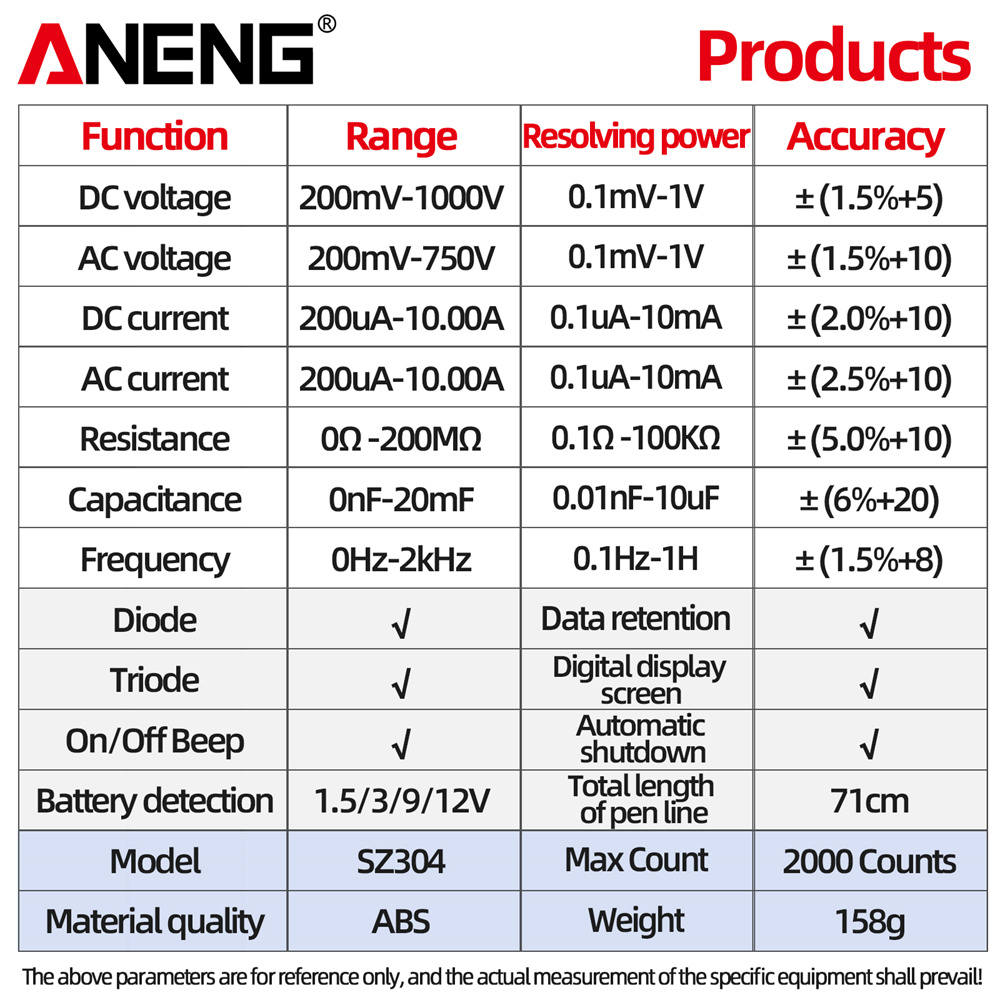 ANENG®
Products
Function Range Resolving power Accuracy
DC voltage 200mV-1000V 0.1mV-1V ±(1.5%+5)
AC voltage 200mV-750V 0.1mV-1V ±(1.5%+10)
DC current 200uA-10.00A 0.1uA-10mA ±(2.0%+10)
AC current 200uA-10.00A 0.1uA-10mA ±(2.5%+10)
Resistance 0Ω -200MΩ 0.1Ω -100KΩ ±(5.0%+10)
Capacitance 0nF-20mF 0.01nF-10uF ±(6%+20)
Frequency 0Hz-2kHz 0.1Hz-1H ±(1.5%+8)
Diode √ Data retention √
Triode √ Digital display
screen √
On/Off Beep √ Automatic
shutdown √
Battery detection 1.5/3/9/12V Total length
of pen line 71cm
Model SZ304 Max Count 2000 Counts
Material quality ABS Weight 158g
The above parameters are for reference only, and the actual measurement of the specific equipment shall prevail!